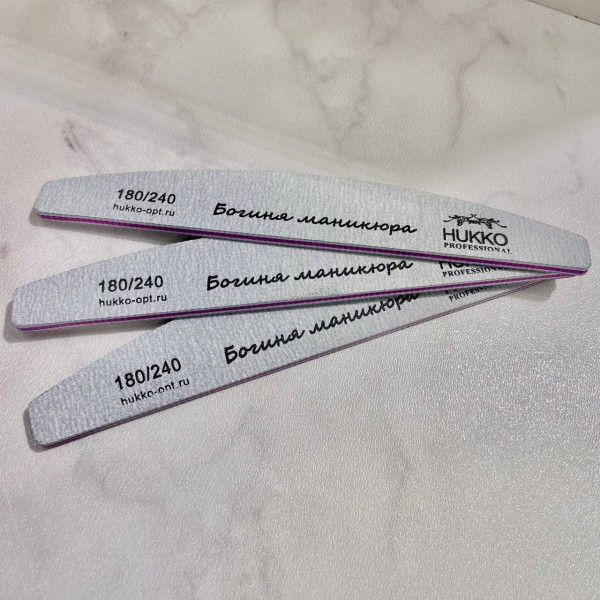 180/240
hukko-opt.ru
Богиня маникюра
HUKKO
PROFESSIONAL
180/240
hukko-opt.ru
Богиня маникюра
PROFESSIONAL
180/240
hukko-opt.ru
Богиня маникюра